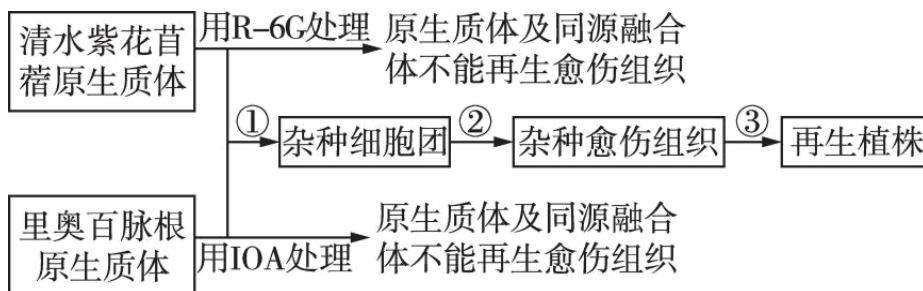 清水紫花苜
蓿原生质体
用R-6G处理
原生质体及同源融合
体不能再生愈伤组织
①
杂种细胞团
②
杂种愈伤组织
③
再生植株
里奥百脉根
原生质体
用IOA处理
原生质体及同源融合
体不能再生愈伤组织